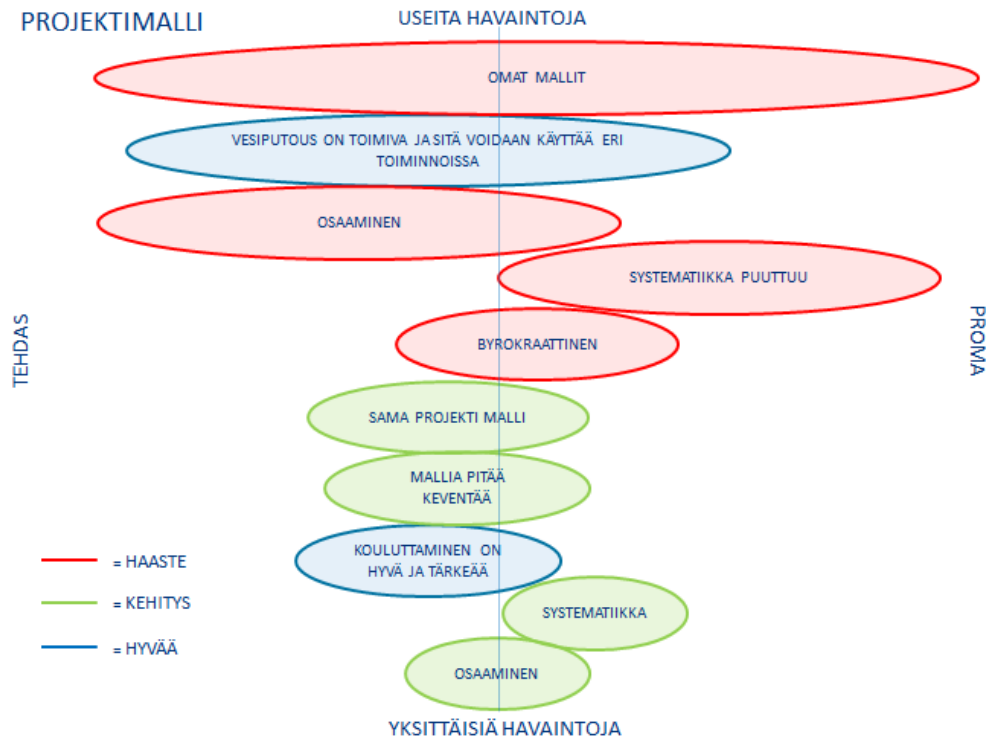 PROJEKTIMALLI
USEITA HAVAINTOJA
OMAT MALLIT
VESIPUTOUS ON TOIMIVA JA SITÄ VOIDAAN KÄYTTÄÄ ERI
TOIMINNOISSA
OSAAMINEN
SYSTEMATIIKKA PUUTTUU
TEHDAS
BYROKRAATTINEN
PROMA
SAMA PROJEKTI MALLI
MALLIA PITÄÄ
KEVENTÄÄ
KOULUTTAMINEN ON
HYVÄ JA TÄRKEÄÄ
= HAASTE
= KEHITYS
= HYVÄÄ
SYSTEMATIIKKA
OSAAMINEN
YKSITTÄISIÄ HAVAINTOJA